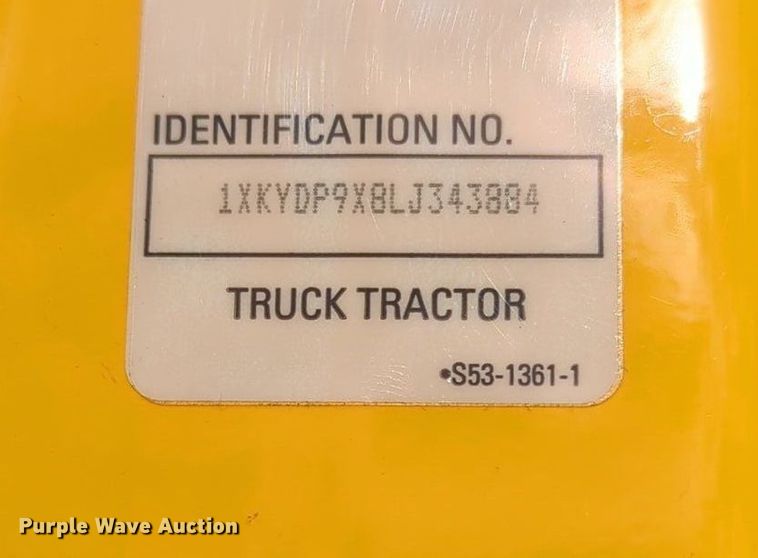 IDENTIFICATION NO.
1XKYDP9X8LJ343884
TRUCK TRACTOR
•S53-1361-1
Purple Wave Auction